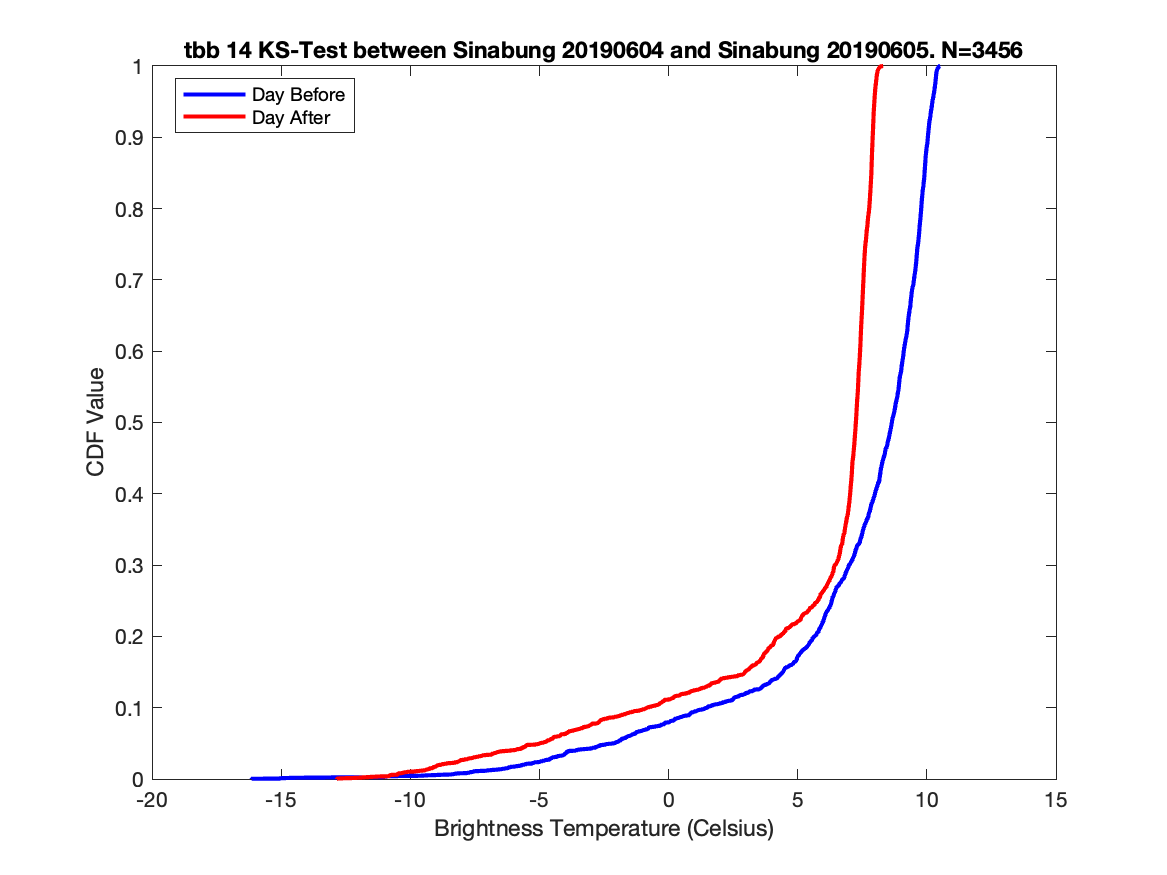 tbb 14 KS-Test between Sinabung 20190604 and Sinabung 20190605. N=3456
Day Before
Day After
1
0.9
0.8
0.7
0.6
0.5
0.4
0.3
0.2
0.1
0
CDF Value
-20 -15 -10 -5 0 5 10 15
Brightness Temperature (Celsius)